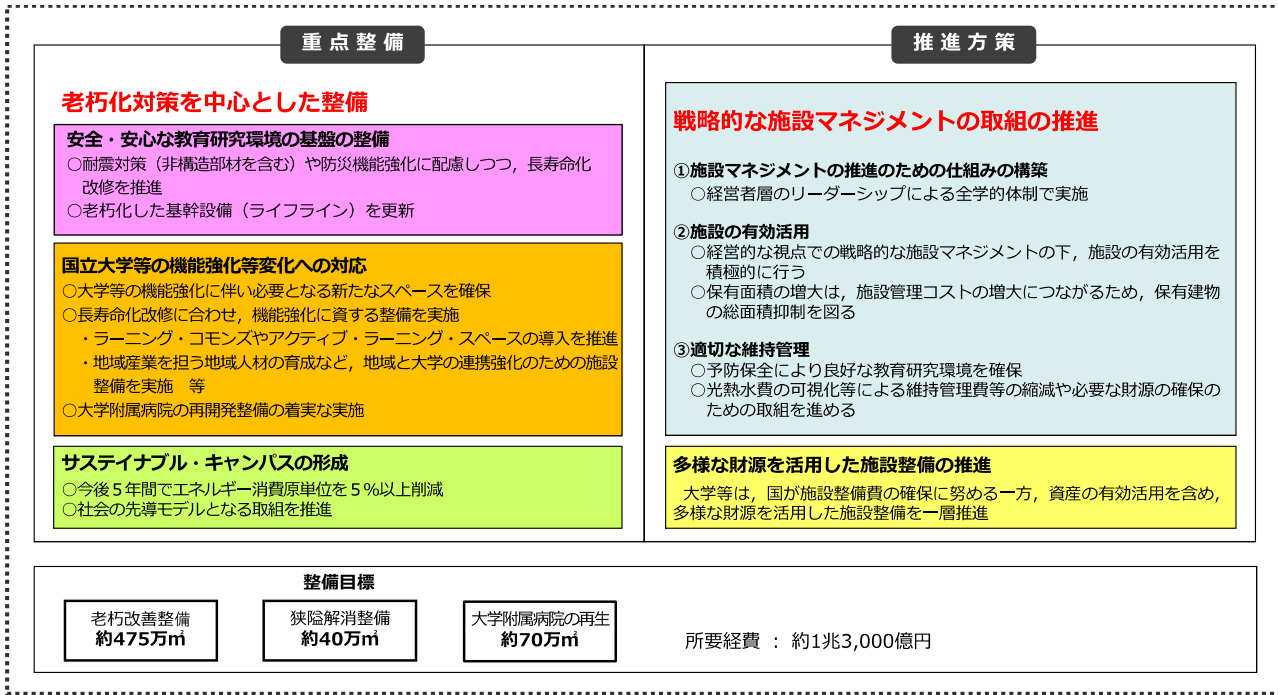 重点整備
老朽化対策を中心とした整備
安全・安心な教育研究環境の基盤の整備
○耐震対策（非構造部材を含む）や防災機能強化に配慮しつつ，長寿命化
改修を推進
○老朽化した基幹設備（ライフライン）を更新
国立大学等の機能強化等変化への対応
○大学等の機能強化に伴い必要となる新たなスペースを確保
○長寿命化改修に合わせ，機能強化に資する整備を実施
・ラーニング・コモンズやアクティブ・ラーニング・スペースの導入を推進
・地域産業を担う地域人材の育成など，地域と大学の連携強化のための施設
整備を実施　等
○大学附属病院の再開発整備の着実な実施
サステイナブル・キャンパスの形成
○今後５年間でエネルギー消費原単位を５％以上削減
○社会の先導モデルとなる取組を推進
推進方策
戦略的な施設マネジメントの取組の推進
①施設マネジメントの推進のための仕組みの構築
○経営者層のリーダーシップによる全学的体制で実施
②施設の有効活用
○経営的な視点での戦略的な施設マネジメントの下，施設の有効活用を
積極的に行う
○保有面積の増大は，施設管理コストの増大につながるため，保有建物
の総面積抑制を図る
③適切な維持管理
○予防保全により良好な教育研究環境を確保
○光熱水費の可視化等による維持管理費等の縮減や必要な財源の確保の
ための取組を進める
多様な財源を活用した施設整備の推進
大学等は，国が施設整備費の確保に努める一方，資産の有効活用を含め，
多様な財源を活用した施設整備を一層推進
整備目標
老朽改善整備
約475万㎡
狭隘解消整備
約40万㎡
大学附属病院の再生
約70万㎡
所要経費 ： 約1兆3,000億円